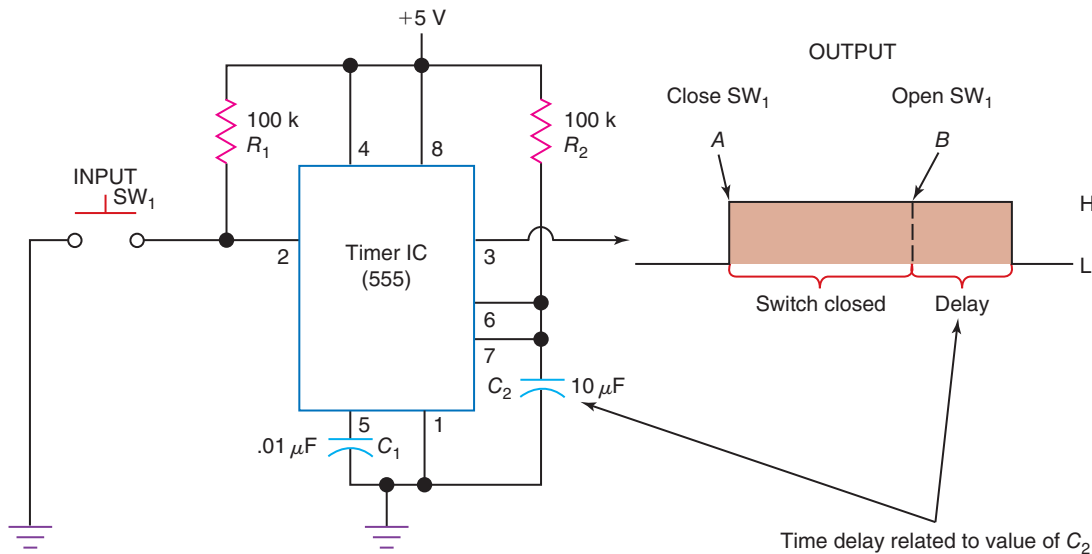 +5 V
OUTPUT
Close SW₁
Open SW₁
100 k
R₁
100 k
R₂
4
8
A
B
INPUT
SW₁
H
2
Timer IC
(555)
3
L
Switch closed
Delay
6
7
C₂
10 μF
5
1
.01 μF
C₁
Time delay related to value of C₂